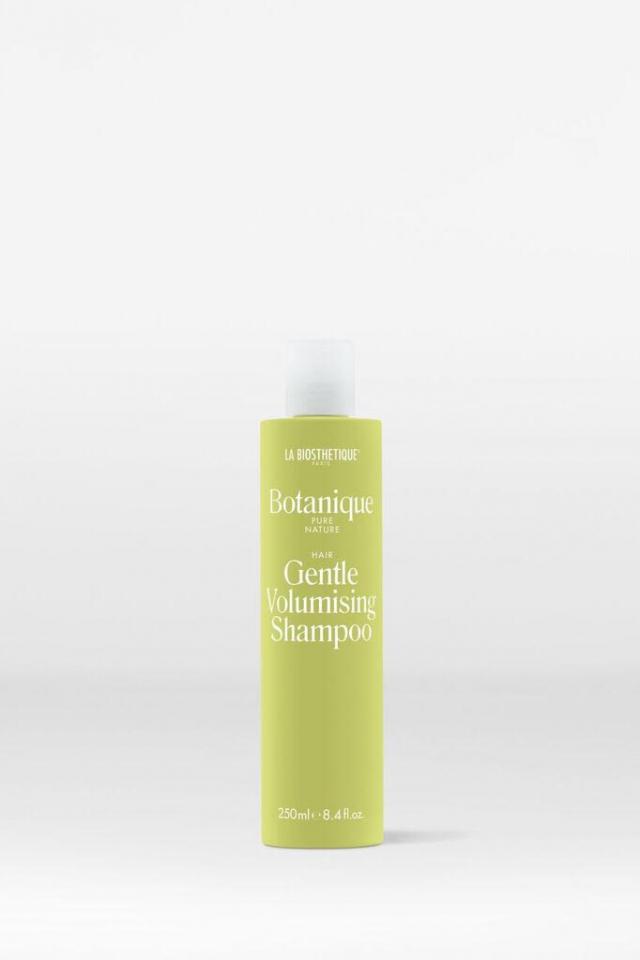 LA BIOSTHETIQUE®
PARIS
Botanique
PURE
NATURE
HAIR
Gentle
Volumising
Shampoo
250ml ℮ 8.4 fl.oz.